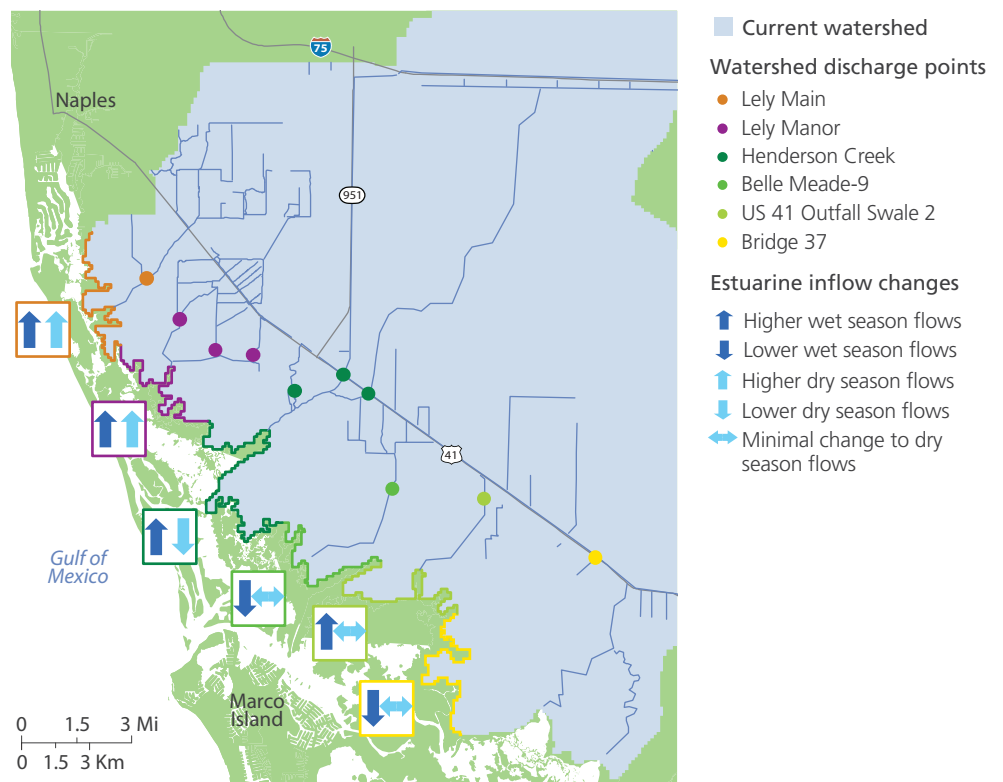 75
Naples
951
41
Gulf of
Mexico
Marco
Island
0 1.5 3 Mi
0 1.5 3 Km
Current watershed
Watershed discharge points
Lely Main
Lely Manor
Henderson Creek
Belle Meade-9
US 41 Outfall Swale 2
Bridge 37
Estuarine inflow changes
Higher wet season flows
Lower wet season flows
Higher dry season flows
Lower dry season flows
Minimal change to dry
season flows